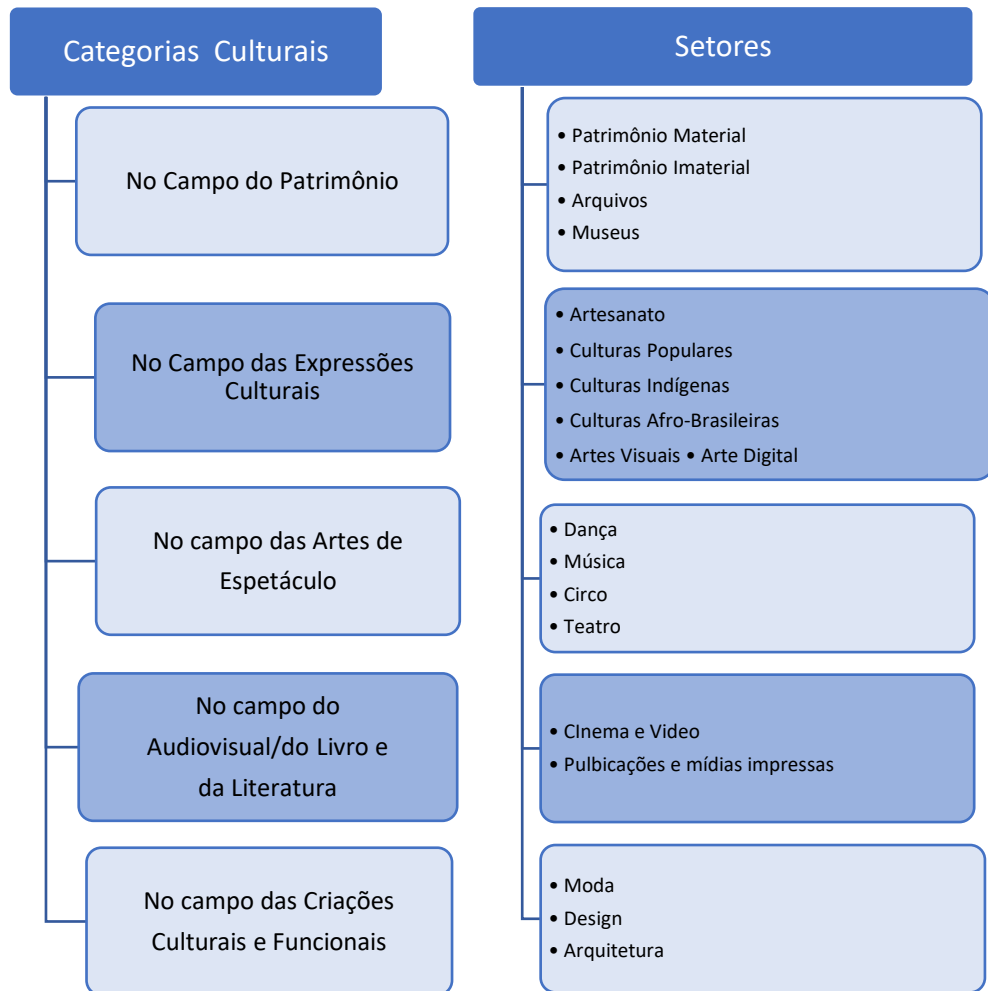 Categorias Culturais
Setores
No Campo do Patrimônio
• Patrimônio Material
• Patrimônio Imaterial
• Arquivos
• Museus
No Campo das Expressões
Culturais
• Artesanato
• Culturas Populares
• Culturas Indígenas
• Culturas Afro-Brasileiras
• Artes Visuais • Arte Digital
No campo das Artes de
Espetáculo
• Dança
• Música
• Circo
• Teatro
No campo do
Audiovisual/do Livro e
da Literatura
• CInema e Video
• Pulbicações e mídias impressas
No campo das Criações
Culturais e Funcionais
• Moda
• Design
• Arquitetura